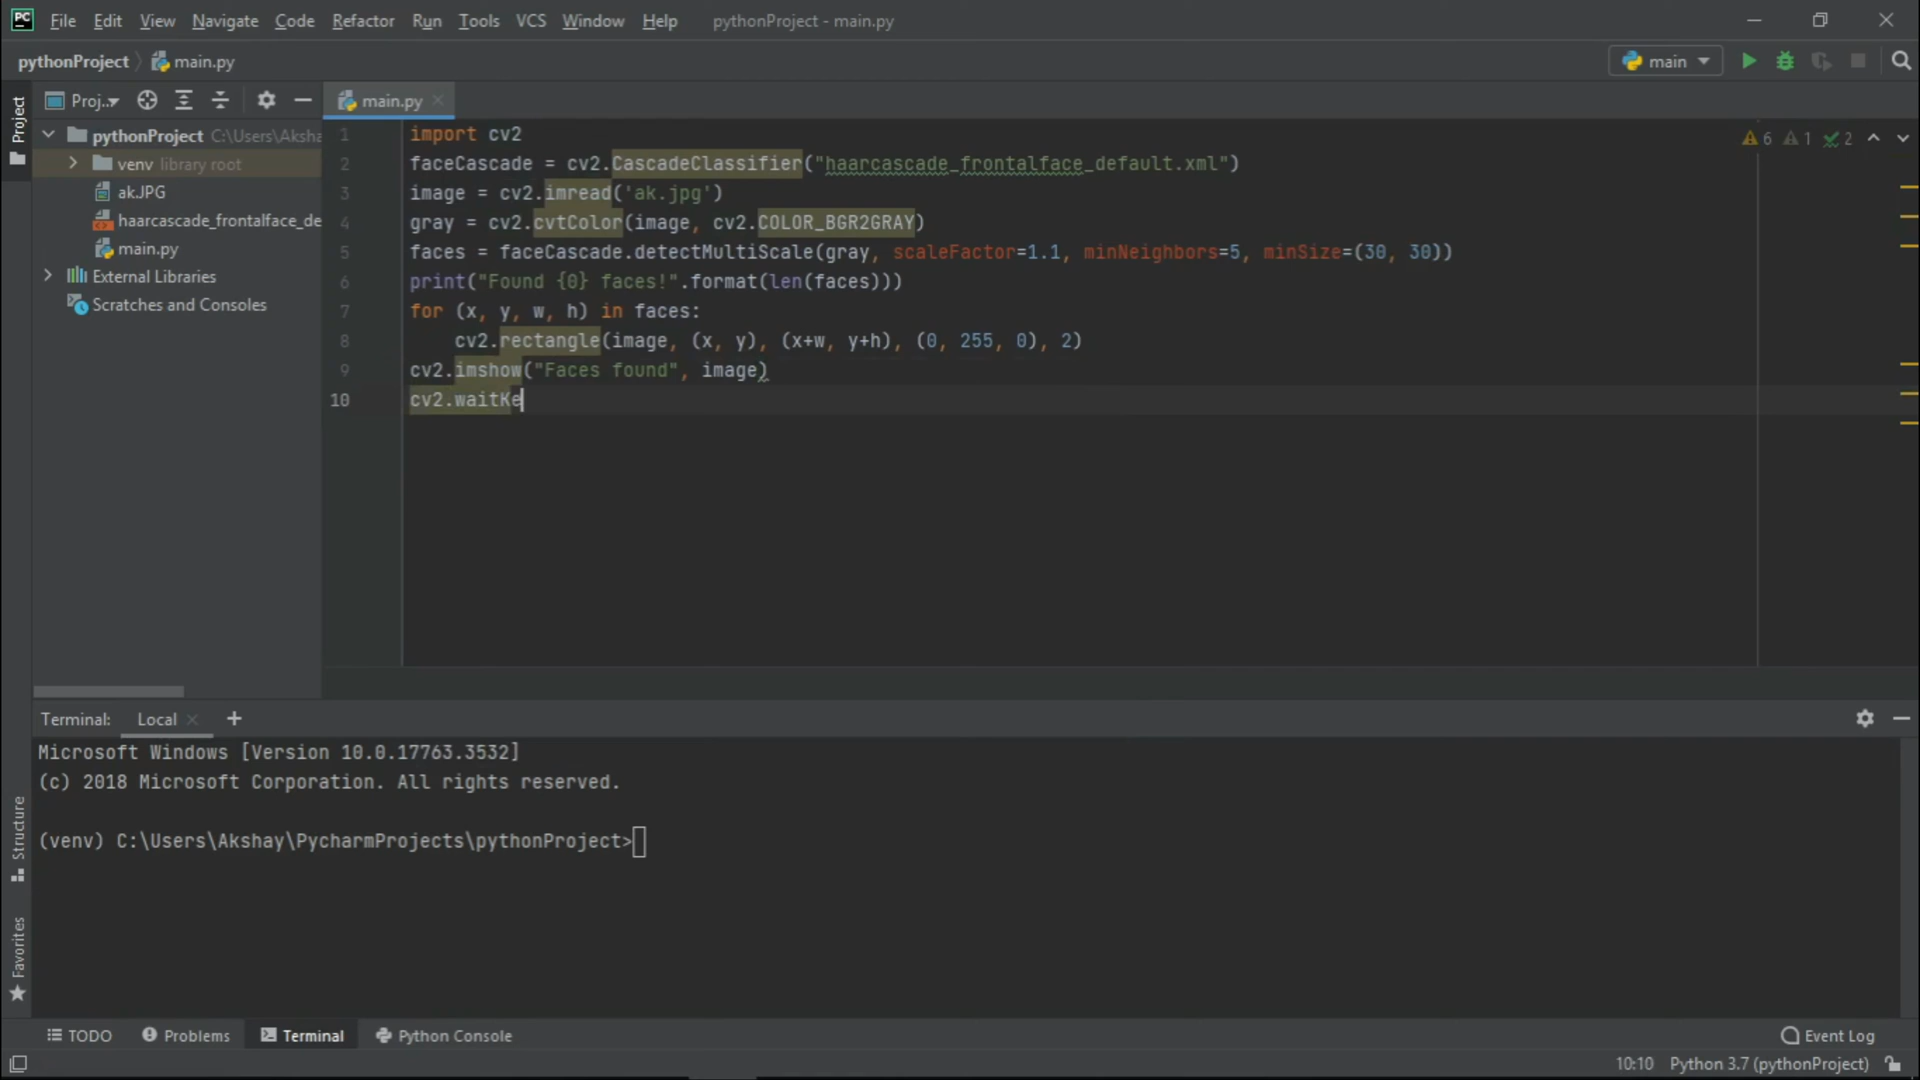 PC File Edit View Navigate Code Refactor Run Tools VCS Window Help pythonProject - main.py
pythonProject main.py main
Project
Proj.. main.py
pythonProject C:\Users\Aksha
venv library root
ak.JPG
haarcascade_frontalface_de
main.py
External Libraries
Scratches and Consoles
6 1 2
1 import cv2
2 faceCascade = cv2.CascadeClassifier("haarcascade_frontalface_default.xml")
3 image = cv2.imread('ak.jpg')
4 gray = cv2.cvtColor(image, cv2.COLOR_BGR2GRAY)
5 faces = faceCascade.detectMultiScale(gray, scaleFactor=1.1, minNeighbors=5, minSize=(30, 30))
6 print("Found {0} faces!".format(len(faces)))
7 for (x, y, w, h) in faces:
8 cv2.rectangle(image, (x, y), (x+w, y+h), (0, 255, 0), 2)
9 cv2.imshow("Faces found", image)
10 cv2.waitKe
Terminal: Local
Microsoft Windows [Version 10.0.17763.3532]
(c) 2018 Microsoft Corporation. All rights reserved.
(venv) C:\Users\Akshay\PycharmProjects\pythonProject>
Structure
Favorites
TODO Problems Terminal Python Console Event Log
10:10 Python 3.7 (pythonProject)